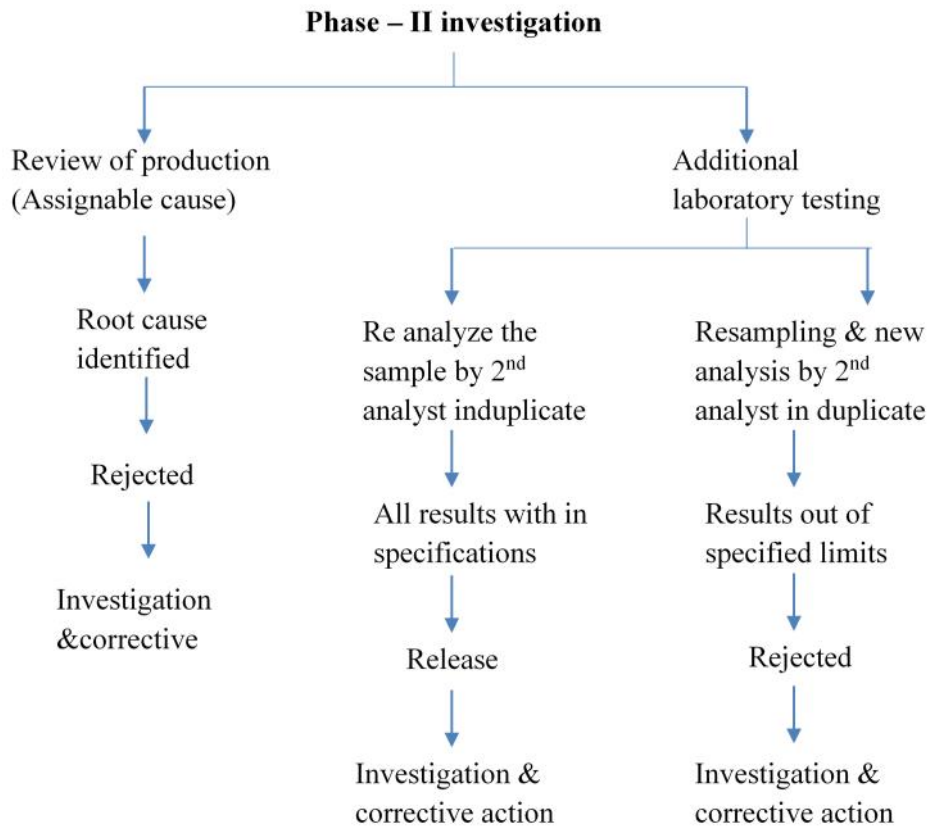 Phase – II investigation
Review of production
(Assignable cause)
Root cause
identified
Rejected
Investigation
&corrective
Additional
laboratory testing
Re analyze the
sample by 2nd
analyst induplicate
All results with in
specifications
Release
Investigation &
corrective action
Resampling & new
analysis by 2nd
analyst in duplicate
Results out of
specified limits
Rejected
Investigation &
corrective action